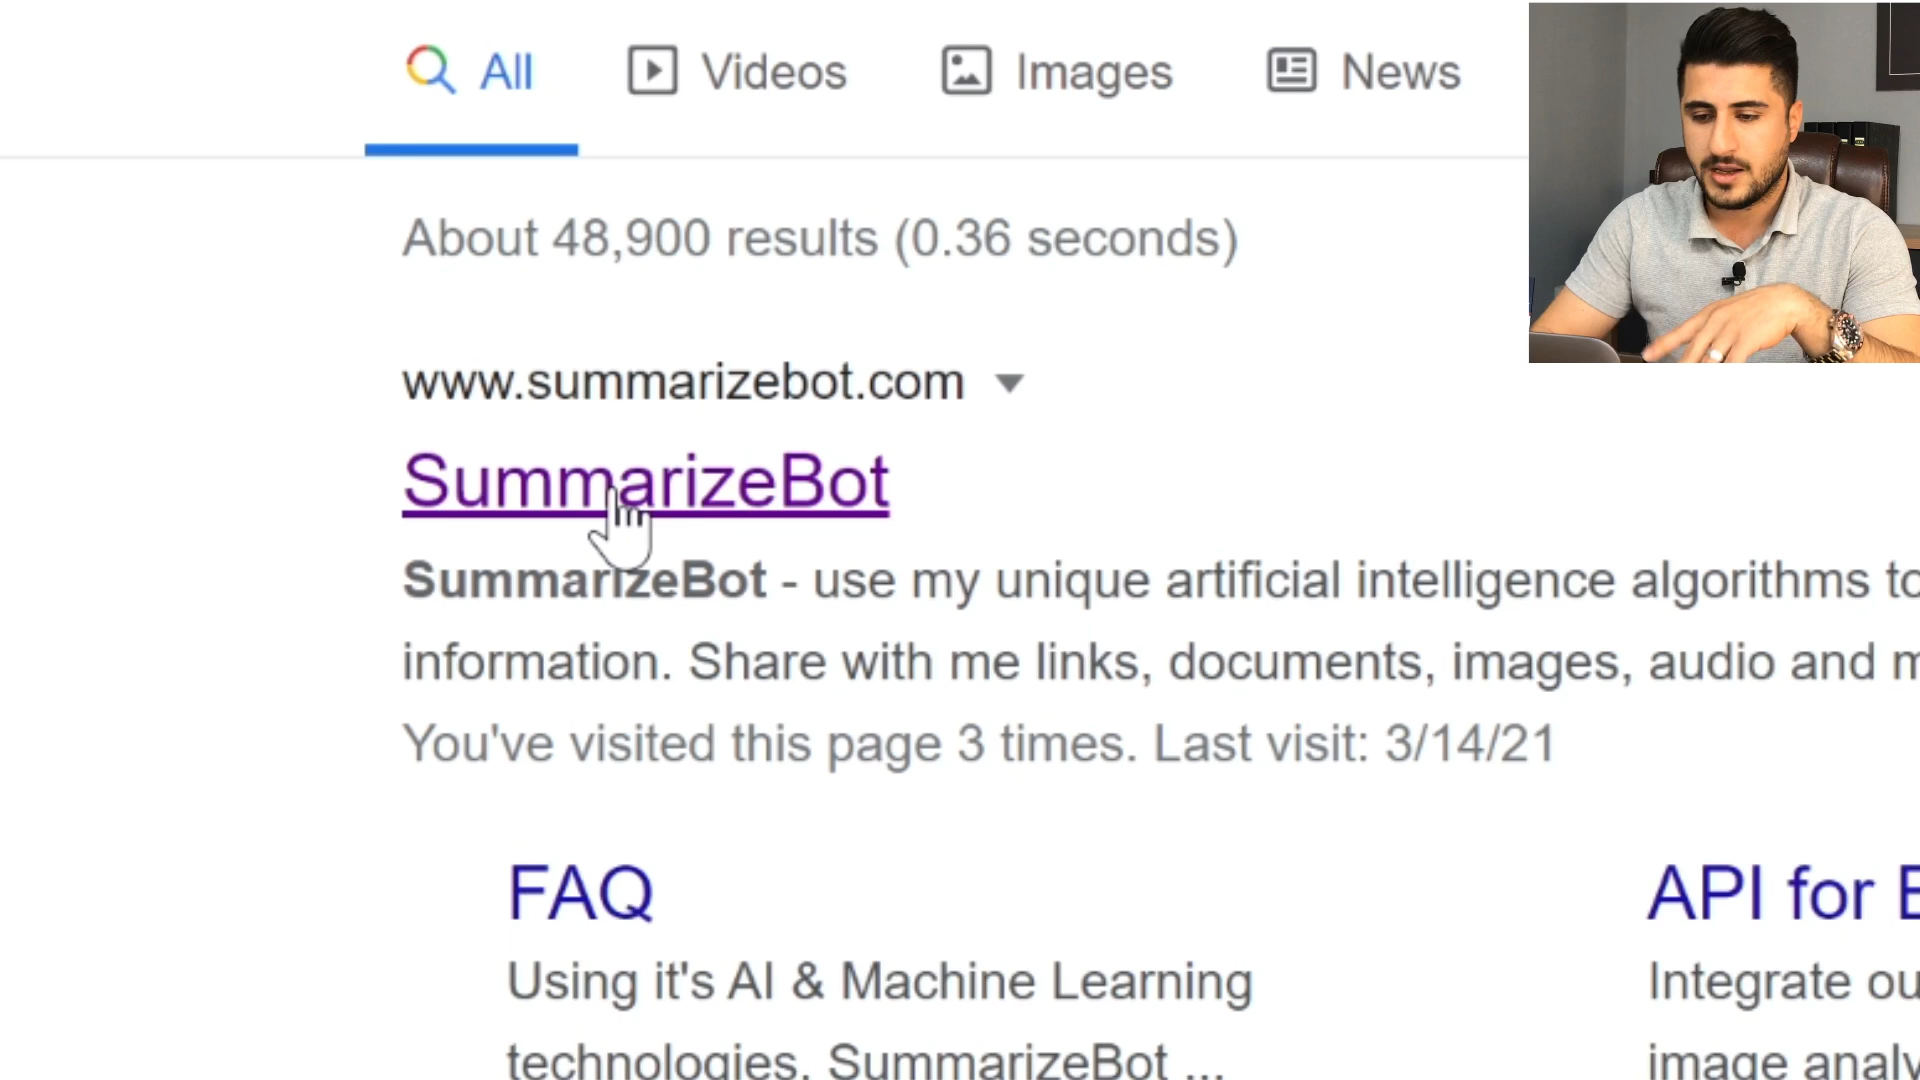 All Videos Images News
About 48,900 results (0.36 seconds)
www.summarizebot.com
SummarizeBot
SummarizeBot - use my unique artificial intelligence algorithms to
information. Share with me links, documents, images, audio and
You've visited this page 3 times. Last visit: 3/14/21
FAQ
API for
Using it's AI & Machine Learning
Integrate
technologies, SummarizeBot ...
image